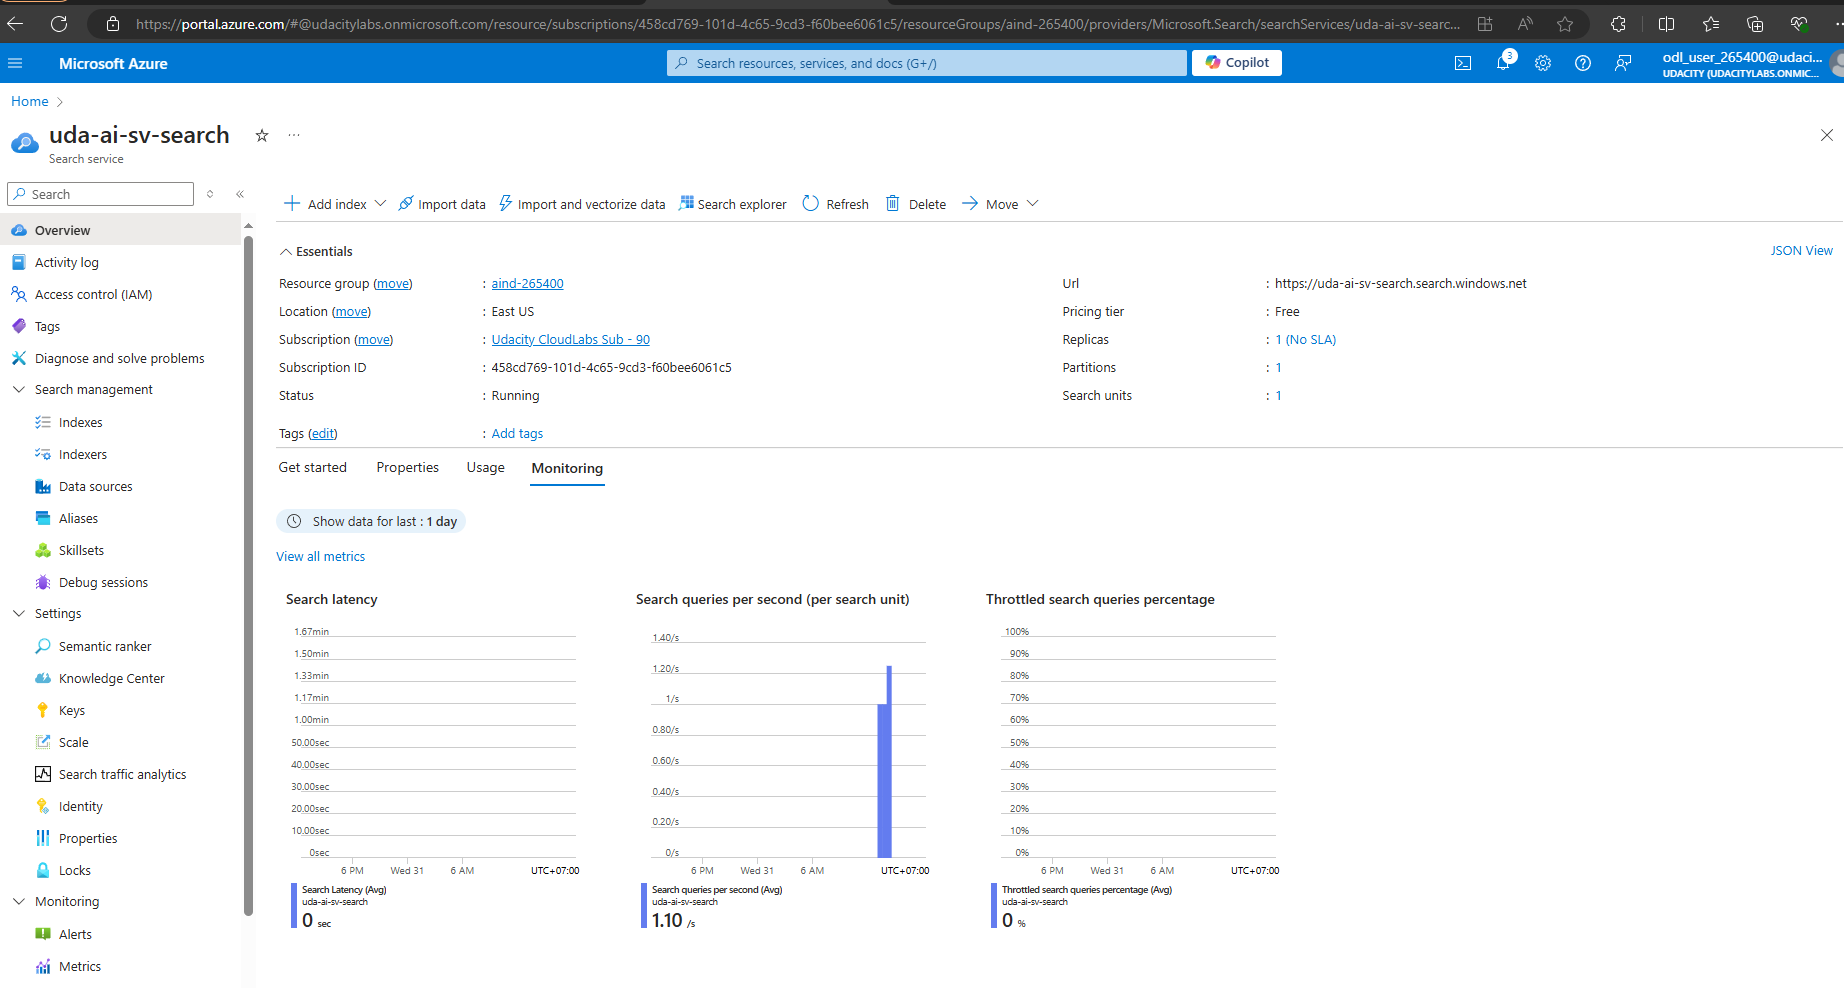 https://portal.azure.com/#@udacitylabs.onmicrosoft.com/resource/subscriptions/458cd769-101d-4c65-9cd3-f60bee6061c5/resourceGroups/aind-265400/providers/Microsoft.Search/searchServices/uda-ai-sv-searc...
Microsoft Azure
Search resources, services, and docs (G+/)
Copilot
3
odl_user_265400@udaci...
UDACITY (UDACITYLABS.ONMIC...
Home
uda-ai-sv-search
Search service
Search
Add index
Import data
Import and vectorize data
Search explorer
Refresh
Delete
Move
Overview
Activity log
Access control (IAM)
Tags
Diagnose and solve problems
Search management
Indexes
Indexers
Data sources
Aliases
Skillsets
Debug sessions
Settings
Semantic ranker
Knowledge Center
Keys
Scale
Search traffic analytics
Identity
Properties
Locks
Monitoring
Alerts
Metrics
Essentials
JSON View
Resource group (move) : aind-265400
Location (move) : East US
Subscription (move) : Udacity CloudLabs Sub - 90
Subscription ID : 458cd769-101d-4c65-9cd3-f60bee6061c5
Status : Running
Tags (edit) : Add tags
Url : https://uda-ai-sv-search.search.windows.net
Pricing tier : Free
Replicas : 1 (No SLA)
Partitions : 1
Search units : 1
Get started
Properties
Usage
Monitoring
Show data for last : 1 day
View all metrics
Search latency
1.67min
1.50min
1.33min
1.17min
1.00min
50.00sec
40.00sec
30.00sec
20.00sec
10.00sec
0sec
6 PM Wed 31 6 AM UTC+07:00
Search Latency (Avg)
uda-ai-sv-search
0 sec
Search queries per second (per search unit)
1.40/s
1.20/s
1/s
0.80/s
0.60/s
0.40/s
0.20/s
0/s
6 PM Wed 31 6 AM UTC+07:00
Search queries per second (Avg)
uda-ai-sv-search
1.10 /s
Throttled search queries percentage
100%
90%
80%
70%
60%
50%
40%
30%
20%
10%
0%
6 PM Wed 31 6 AM UTC+07:00
Throttled search queries percentage (Avg)
uda-ai-sv-search
0 %